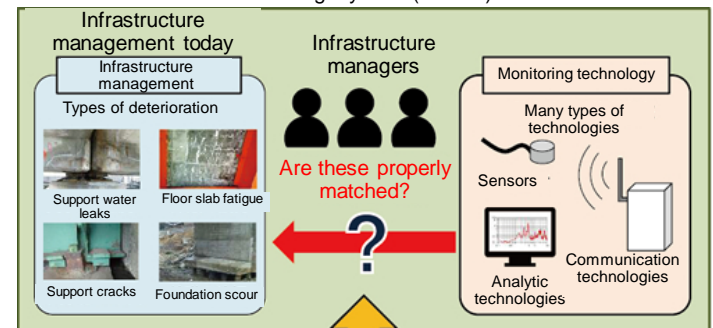 Infrastructure
management today
Infrastructure
management
Types of deterioration
Support water
leaks
Floor slab fatigue
Support cracks
Foundation scour
Infrastructure
managers
Are these properly
matched?
?
Monitoring technology
Many types of
technologies
Sensors
Communication
technologies
Analytic
technologies